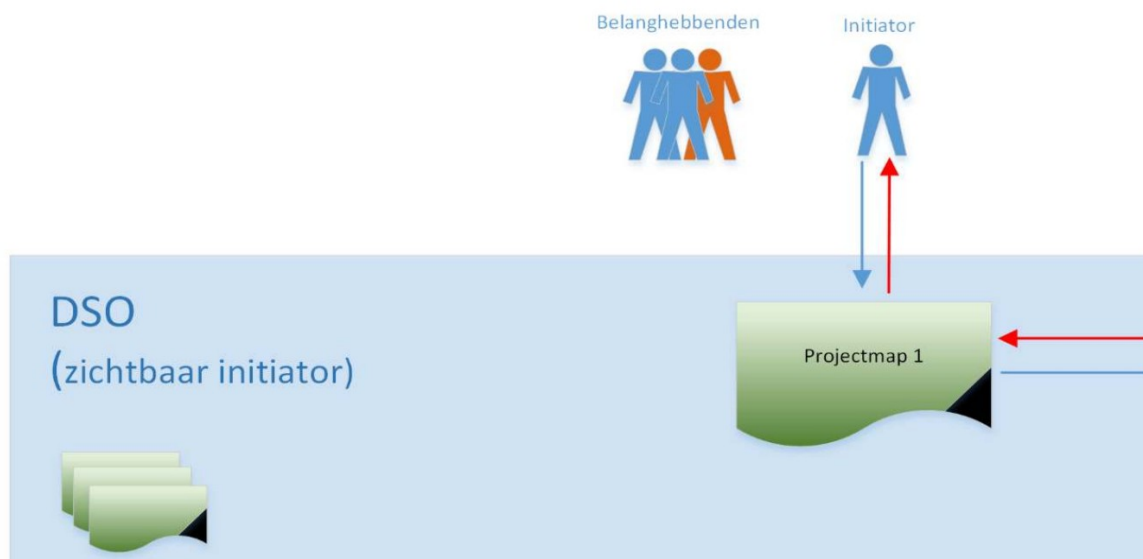 Belanghebbenden
Initiator
DSO
(zichtbaar initiator)
Projectmap 1